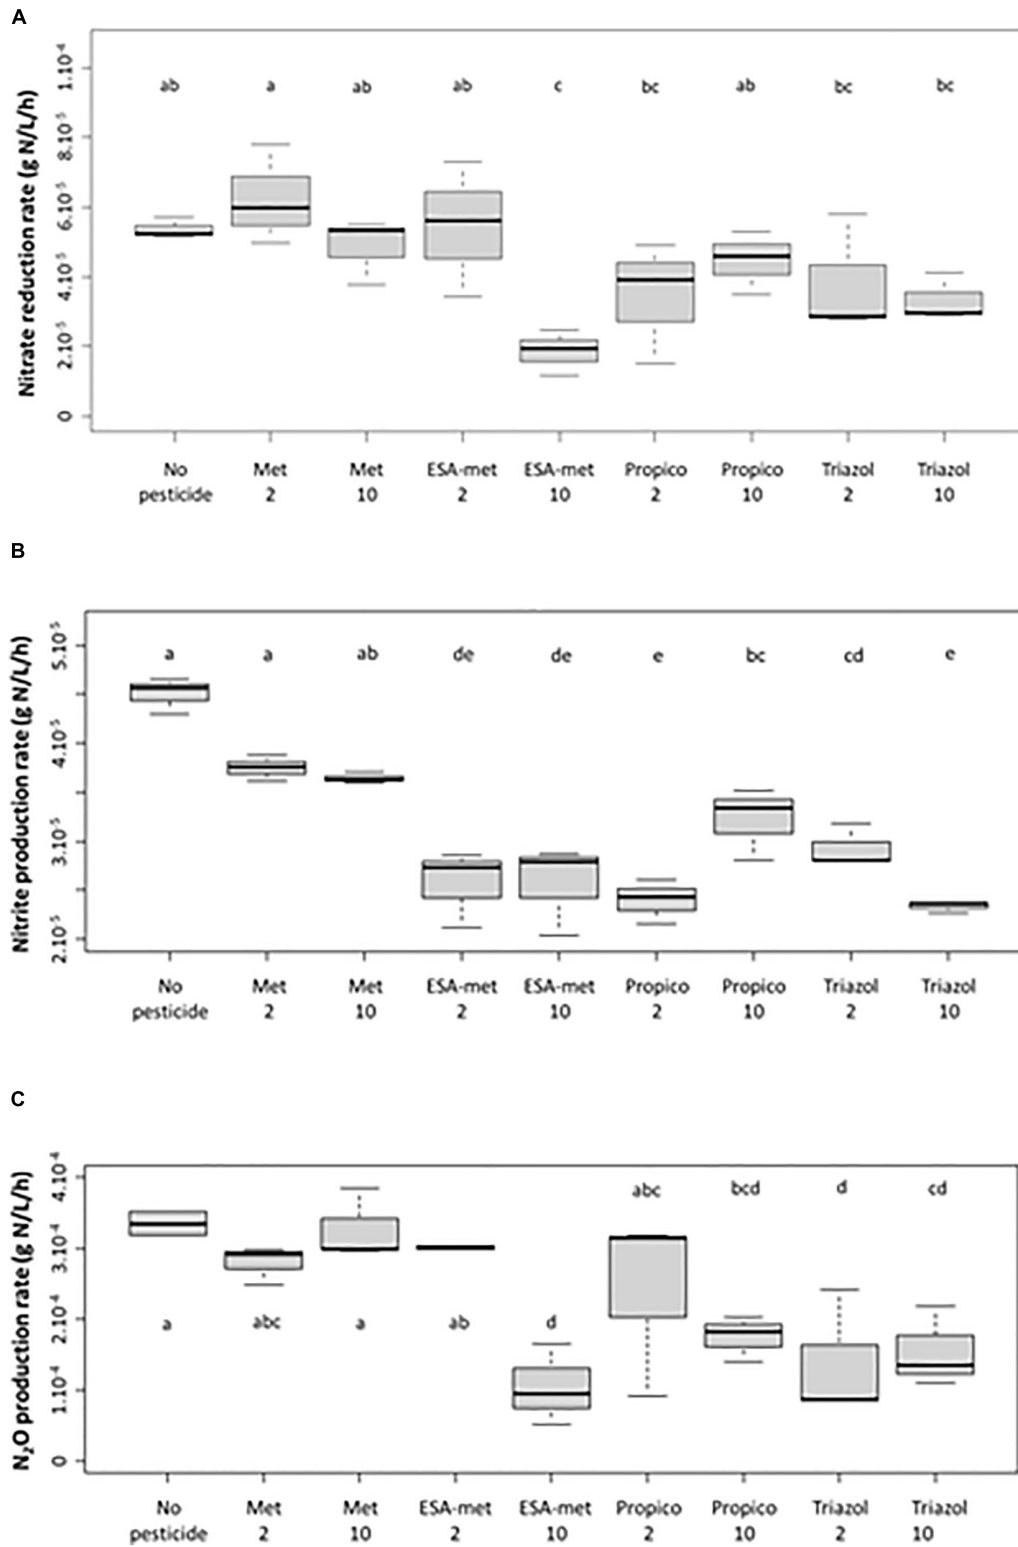 A
Nitrate reduction rate (g N/L/h)
1.10⁻⁴
8.10⁻⁵
6.10⁻⁵
4.10⁻⁵
2.10⁻⁵
0
ab a ab ab c bc ab bc bc
No Met Met ESA-met ESA-met Propico Propico Triazol Triazol
pesticide 2 10 2 10 2 10 2 10
B
Nitrite production rate (g N/L/h)
5.10⁻⁵
4.10⁻⁵
3.10⁻⁵
2.10⁻⁵
a a ab de de e bc cd e
No Met Met ESA-met ESA-met Propico Propico Triazol Triazol
pesticide 2 10 2 10 2 10 2 10
C
N₂O production rate (g N/L/h)
4.10⁻⁴
3.10⁻⁴
2.10⁻⁴
1.10⁻⁴
0
abc bcd d cd
a abc a ab d
No Met Met ESA-met ESA-met Propico Propico Triazol Triazol
pesticide 2 10 2 10 2 10 2 10